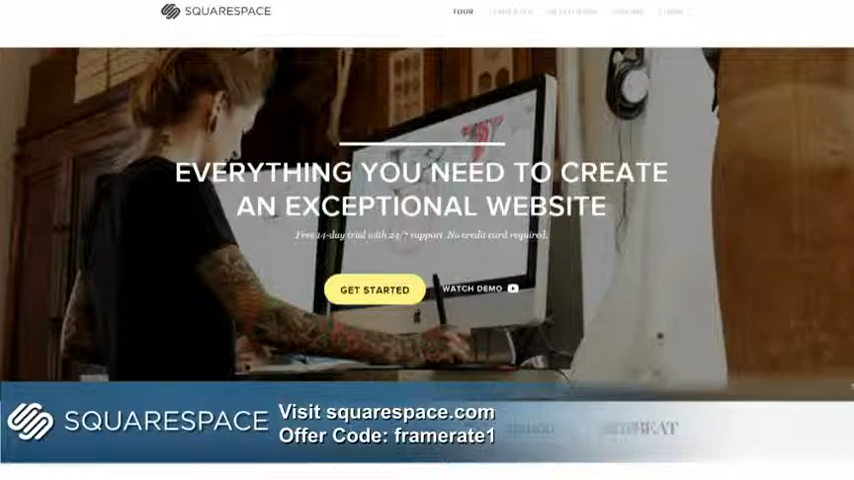 SQUARESPACE
TOUR
EVERYTHING YOU NEED TO CREATE
AN EXCEPTIONAL WEBSITE
Free 14-day trial with 24/7 support. No credit card required.
GET STARTED
WATCH DEMO
SQUARESPACE
Visit squarespace.com
Offer Code: framerate1